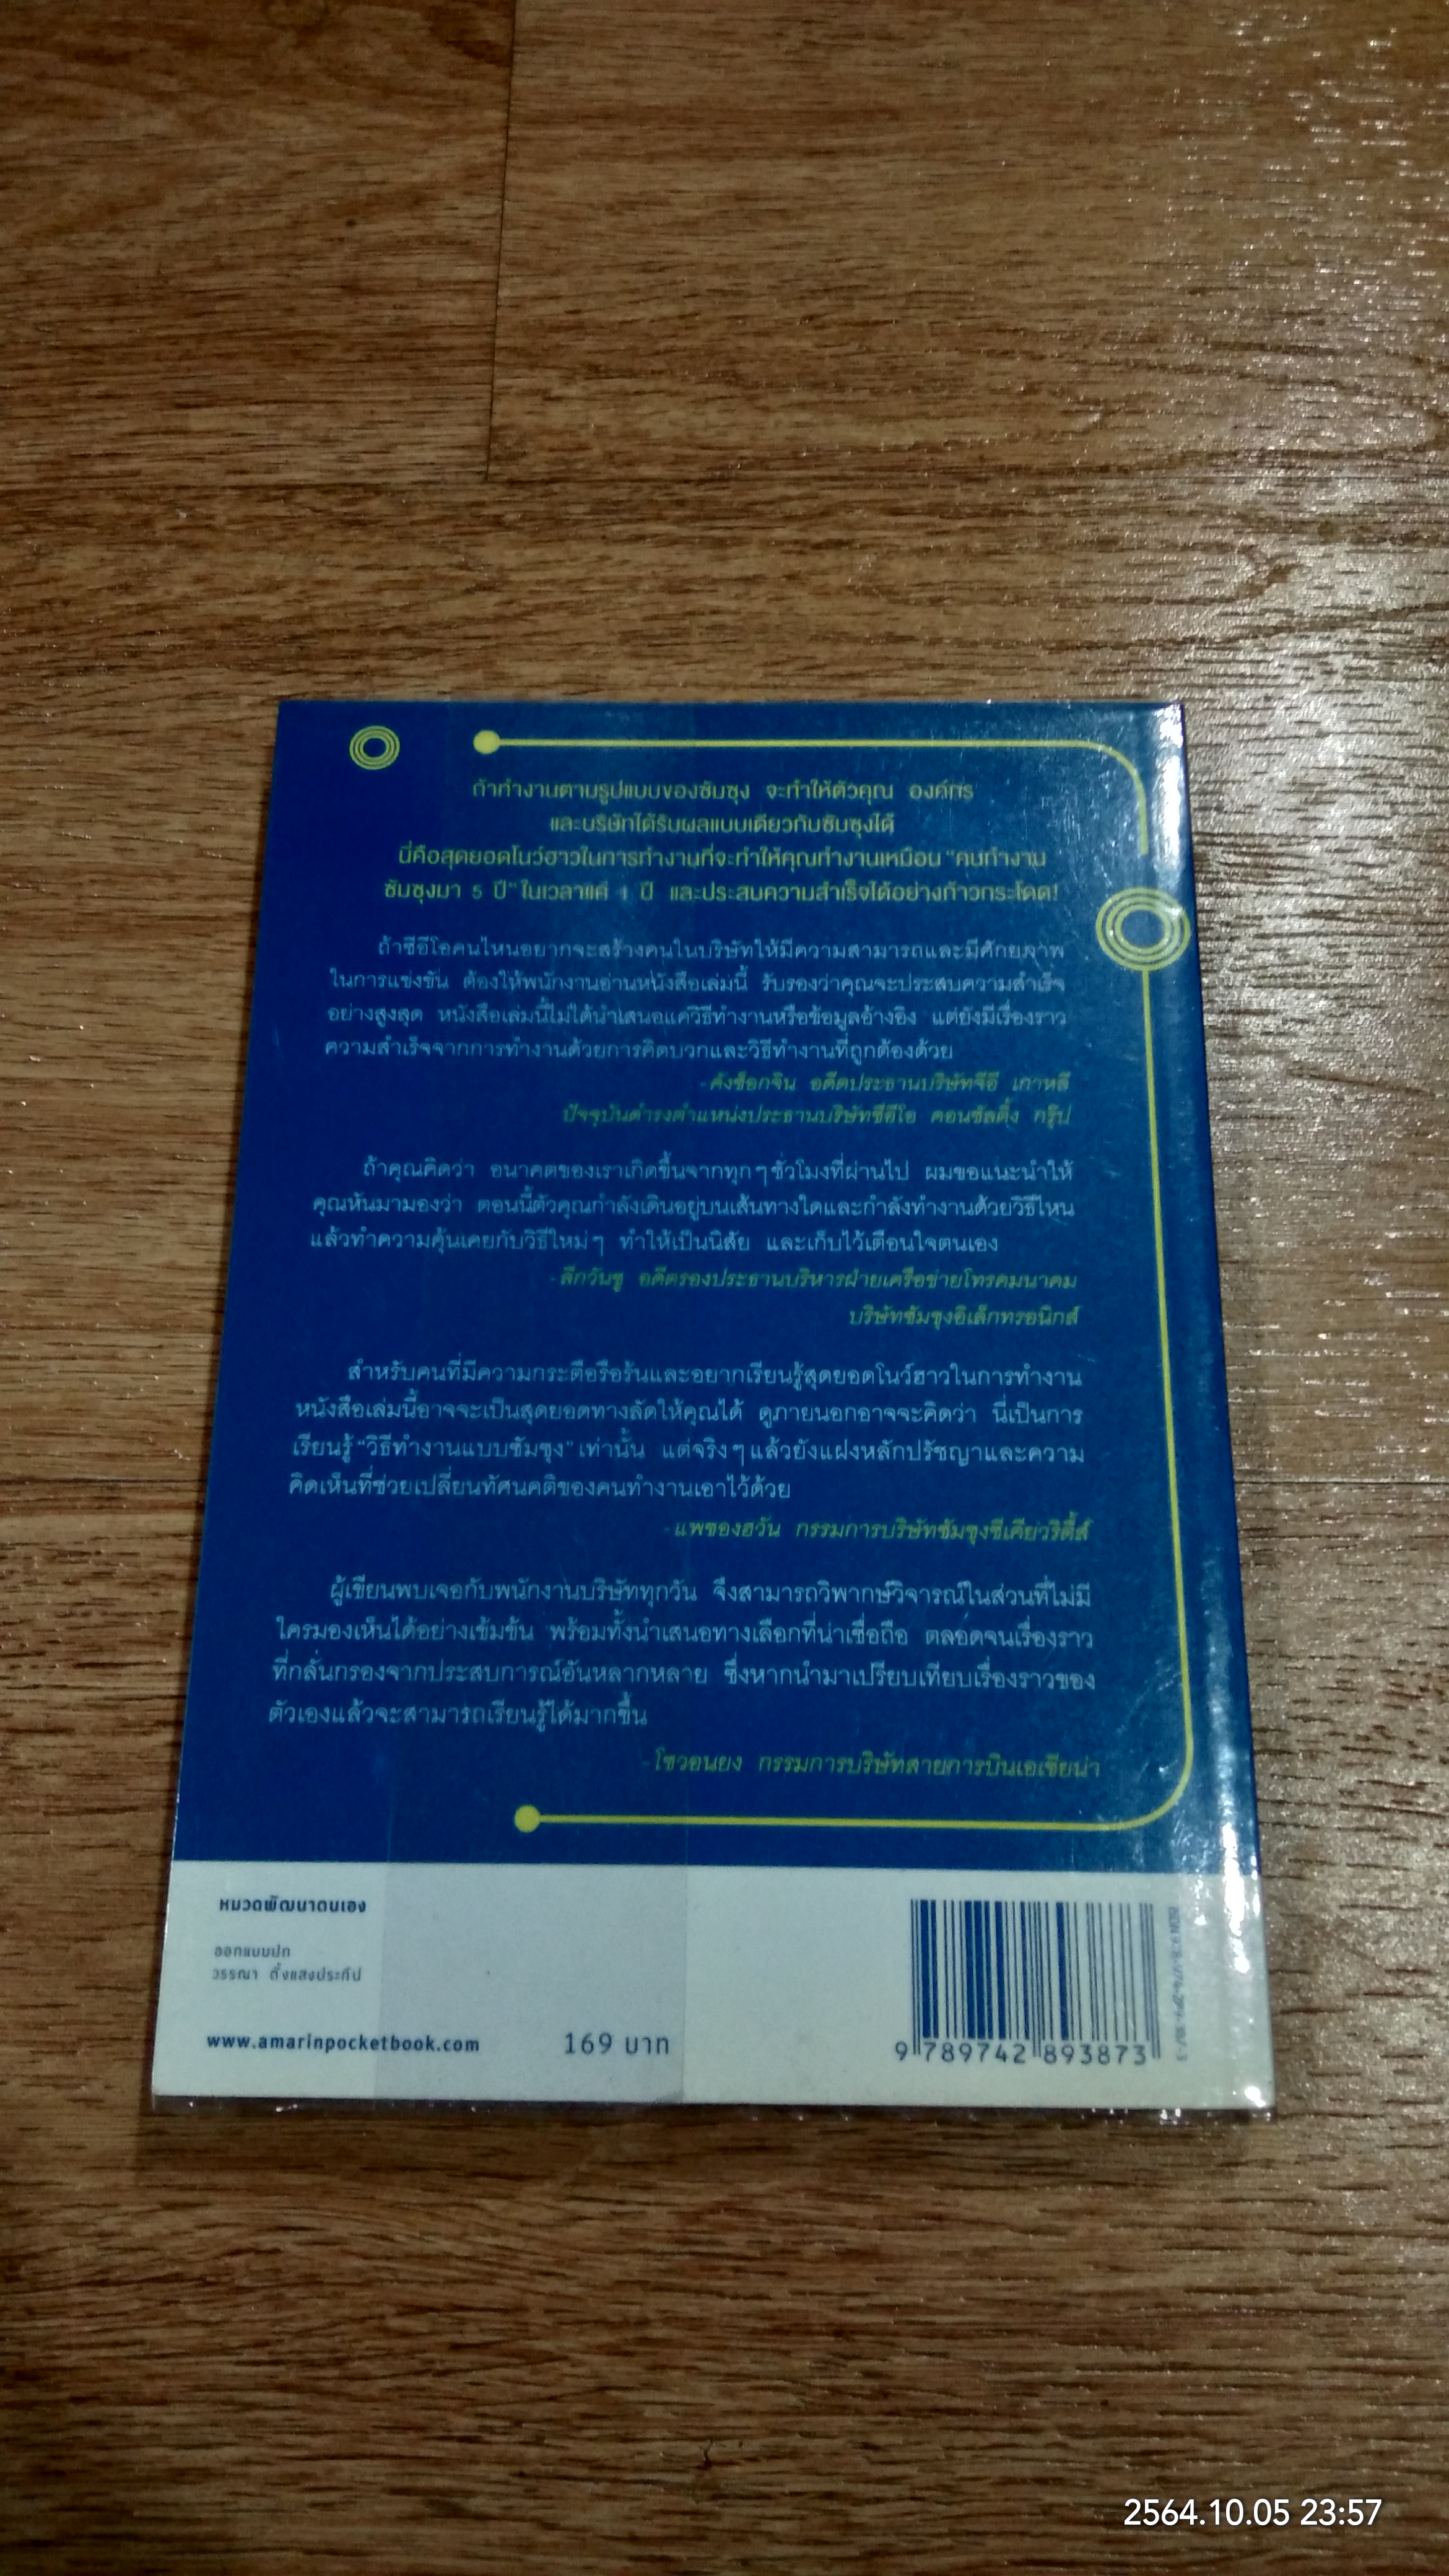 ถ้าทำงานตามรูปแบบของซัมซุง จะทำให้ตัวคุณ องค์กร
และบริษัทได้รับผลแบบเดียวกับซัมซุงได้
นี่คือสุดยอดโนว์ฮาวในการทำงานที่จะทำให้คุณทำงานเหมือน "คนทำงาน
ซัมซุงมา 5 ปี" ในเวลาแค่ 1 ปี และประสบความสำเร็จได้อย่างก้าวกระโดด!
ถ้าซีอีโอคนไหนอยากจะสร้างคนในบริษัทให้มีความสามารถและมีศักยภาพ
ในการแข่งขัน ต้องให้พนักงานอ่านหนังสือเล่มนี้ รับรองว่าคุณจะประสบความสำเร็จ
อย่างสูงสุด หนังสือเล่มนี้ไม่ได้นำเสนอแค่วิธีทำงานหรือข้อมูลอ้างอิง แต่ยังมีเรื่องราว
ความสำเร็จจากการทำงานด้วยการคิดบวกและวิธีทำงานที่ถูกต้องด้วย
- คังซ็อกจิน อดีตประธานบริษัทจีอี เกาหลี
ปัจจุบันดำรงตำแหน่งประธานบริษัทซีอีโอ คอนซัลติ้ง กรุ๊ป
ถ้าคุณคิดว่า อนาคตของเราเกิดขึ้นจากทุกๆ ชั่วโมงที่ผ่านไป ผมขอแนะนำให้
คุณหันมามองว่า ตอนนี้ตัวคุณกำลังเดินอยู่บนเส้นทางใดและกำลังทำงานด้วยวิธีไหน
แล้วทำความคุ้นเคยกับวิธีใหม่ๆ ทำให้เป็นนิสัย และเก็บไว้เตือนใจตนเอง
- ลีกวันซู อดีตรองประธานบริหารฝ่ายเครือข่ายโทรคมนาคม
บริษัทซัมซุงอิเล็กทรอนิกส์
สำหรับคนที่มีความกระตือรือร้นและอยากเรียนรู้สุดยอดโนว์ฮาวในการทำงาน
หนังสือเล่มนี้อาจจะเป็นสุดยอดทางลัดให้คุณได้ ดูภายนอกอาจจะคิดว่า นี่เป็นการ
เรียนรู้ "วิธีทำงานแบบซัมซุง" เท่านั้น แต่จริงๆ แล้วยังแฝงหลักปรัชญาและความ
คิดเห็นที่ช่วยเปลี่ยนทัศนคติของคนทำงานเอาไว้ด้วย
- แพซองฮวัน กรรมการบริษัทซัมซุงซีเคียวริตี้ส์
ผู้เขียนพบเจอกับพนักงานบริษัททุกวัน จึงสามารถวิพากษ์วิจารณ์ในส่วนที่ไม่มี
ใครมองเห็นได้อย่างเข้มข้น พร้อมทั้งนำเสนอทางเลือกที่น่าเชื่อถือ ตลอดจนเรื่องราว
ที่กลั่นกรองจากประสบการณ์อันหลากหลาย ซึ่งหากนำมาเปรียบเทียบเรื่องราวของ
ตัวเองแล้วจะสามารถเรียนรู้ได้มากขึ้น
- โชวอนยง กรรมการบริษัทสายการบินเอเชียน่า
หมวดพัฒนาตนเอง
ออกแบบปก
วรรณา ตั้งแสงประทีป
www.amarinpocketbook.com
169 บาท
9 789742 893873
2564.10.05 23:57